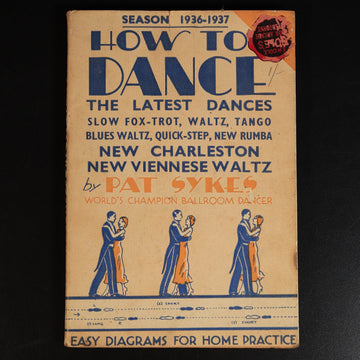 SEASON 1936-1937
HOW TO
DANCE
1/-
THE LATEST DANCES
SLOW FOX-TROT, WALTZ, TANGO
BLUES WALTZ, QUICK-STEP, NEW RUMBA
NEW CHARLESTON
NEW VIENNESE WALTZ
by PAT SYKES
WORLD'S CHAMPION BALLROOM DANCER
EASY DIAGRAMS FOR HOME PRACTICE